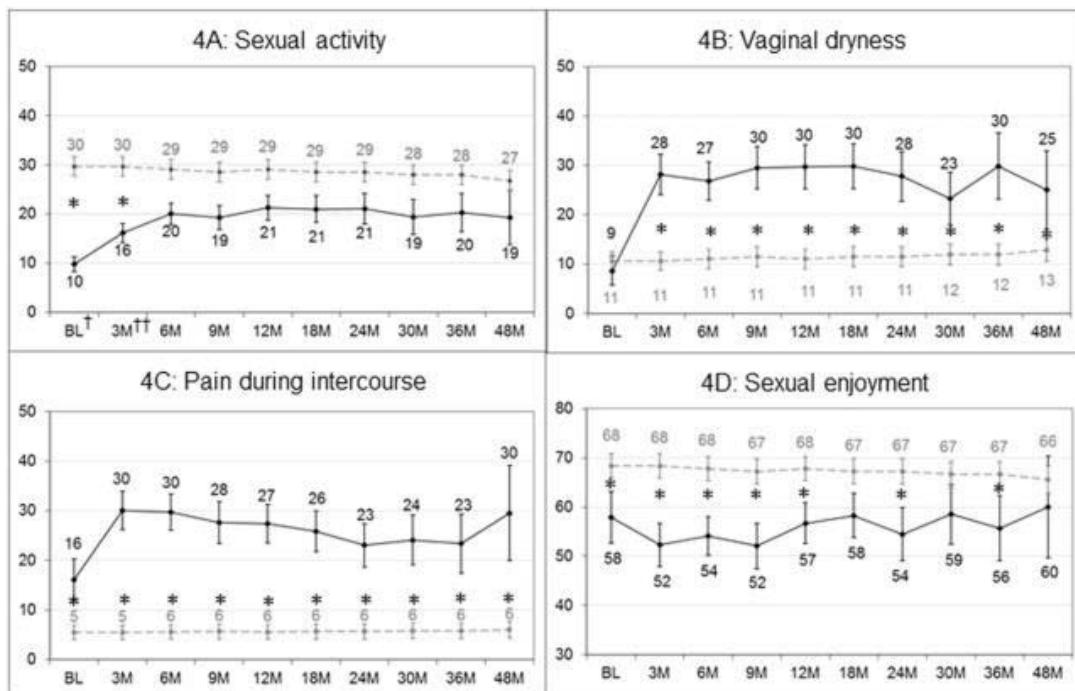 4A: Sexual activity
50
40
30
20
10
0
30 30 29 29 29 29 29 28 28 27
* *
10 16 20 19 21 21 21 19 20 19
BL† 3M†† 6M 9M 12M 18M 24M 30M 36M 48M
4B: Vaginal dryness
50
40
30
20
10
0
9 28 27 30 30 30 28 23 30 25
* * * * * * * * *
11 11 11 11 11 11 11 12 12 13
BL 3M 6M 9M 12M 18M 24M 30M 36M 48M
4C: Pain during intercourse
50
40
30
20
10
0
16 30 30 28 27 26 23 24 23 30
* * * * * * * * * *
5 5 6 6 6 6 6 6 6 6
BL 3M 6M 9M 12M 18M 24M 30M 36M 48M
4D: Sexual enjoyment
80
70
60
50
40
30
68 68 68 67 68 67 67 67 67 66
* * * * * * *
58 52 54 52 57 58 54 59 56 60
BL 3M 6M 9M 12M 18M 24M 30M 36M 48M